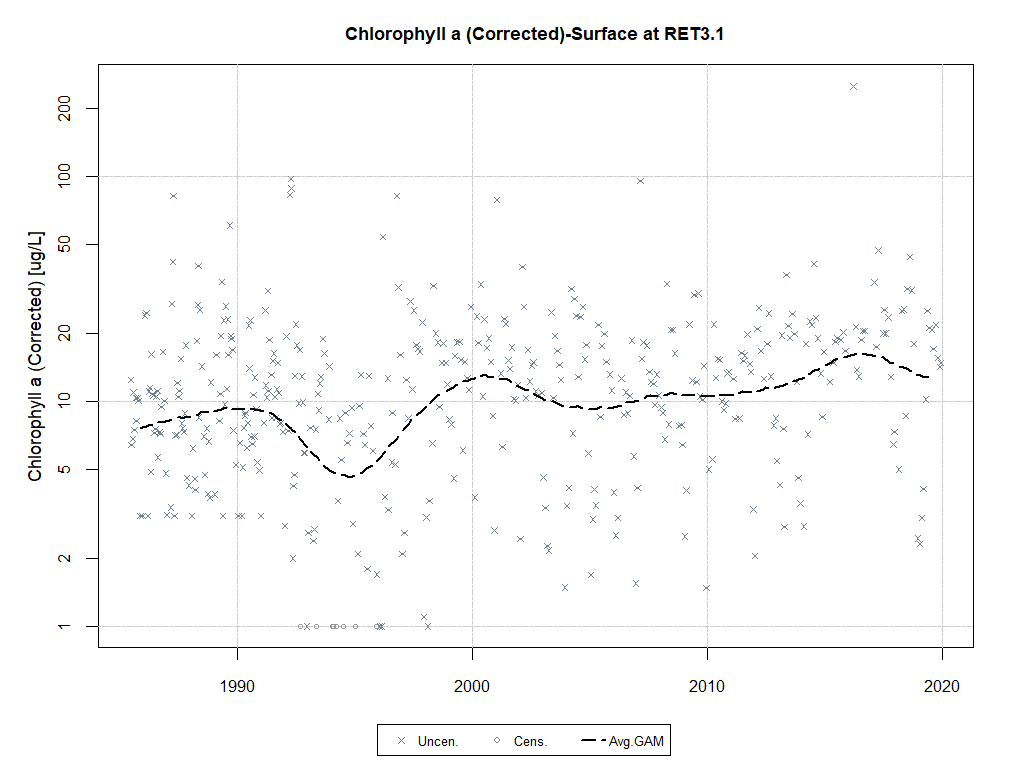 Chlorophyll a (Corrected)-Surface at RET3.1
Chlorophyll a (Corrected) [ug/L]
200
100
50
20
10
5
2
1
1990 2000 2010 2020
Uncen. Cens. Avg.GAM